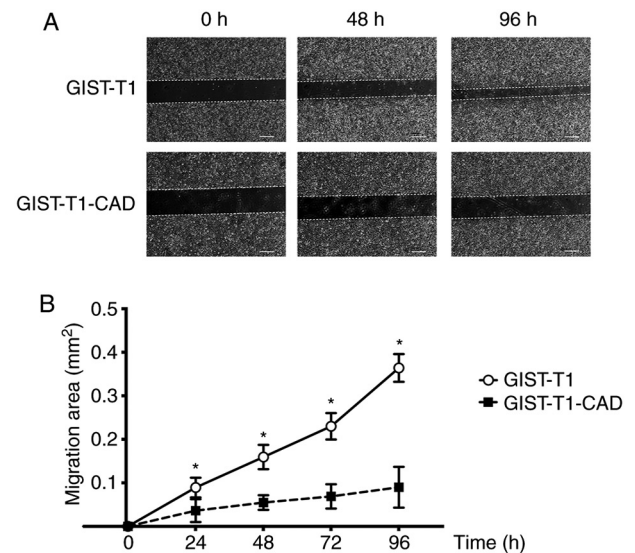 A
0 h
48 h
96 h
GIST-T1
GIST-T1-CAD
B
Migration area (mm²)
0.5
0.4
0.3
0.2
0.1
0
24
48
72
96
Time (h)
*
*
*
*
GIST-T1
GIST-T1-CAD